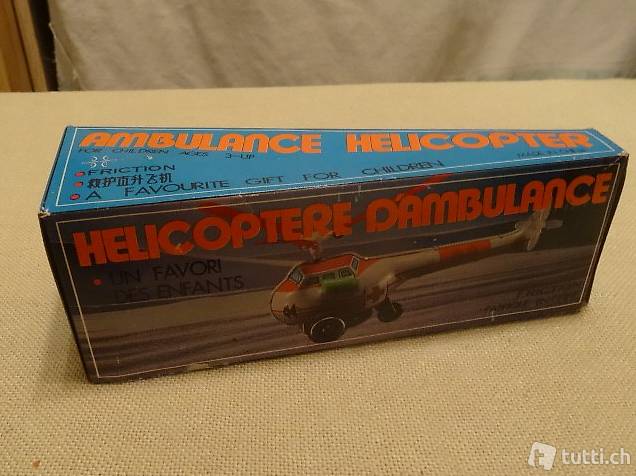 AMBULANCE HELICOPTER
FOR CHILDREN AGES 3-UP
FRICTION
救护直升飞机
A FAVOURITE GIFT FOR CHILDREN
HELICOPTERE D'AMBULANCE
UN FAVORI
DES ENFANTS
FRICTION
tutti.ch